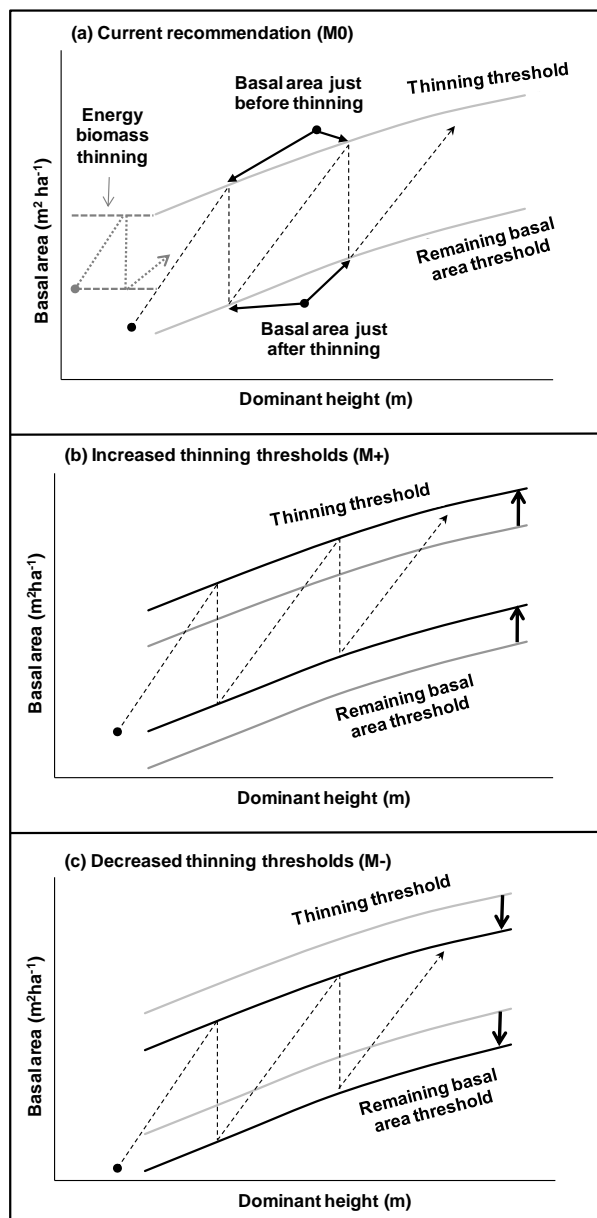 (a) Current recommendation (M0)
Basal area just
before thinning
Thinning threshold
Energy
biomass
thinning
Remaining basal
area threshold
Basal area just
after thinning
Basal area (m² ha⁻¹)
Dominant height (m)
(b) Increased thinning thresholds (M+)
Thinning threshold
Remaining basal
area threshold
Basal area (m²ha⁻¹)
Dominant height (m)
(c) Decreased thinning thresholds (M-)
Thinning threshold
Remaining basal
area threshold
Basal area (m²ha⁻¹)
Dominant height (m)